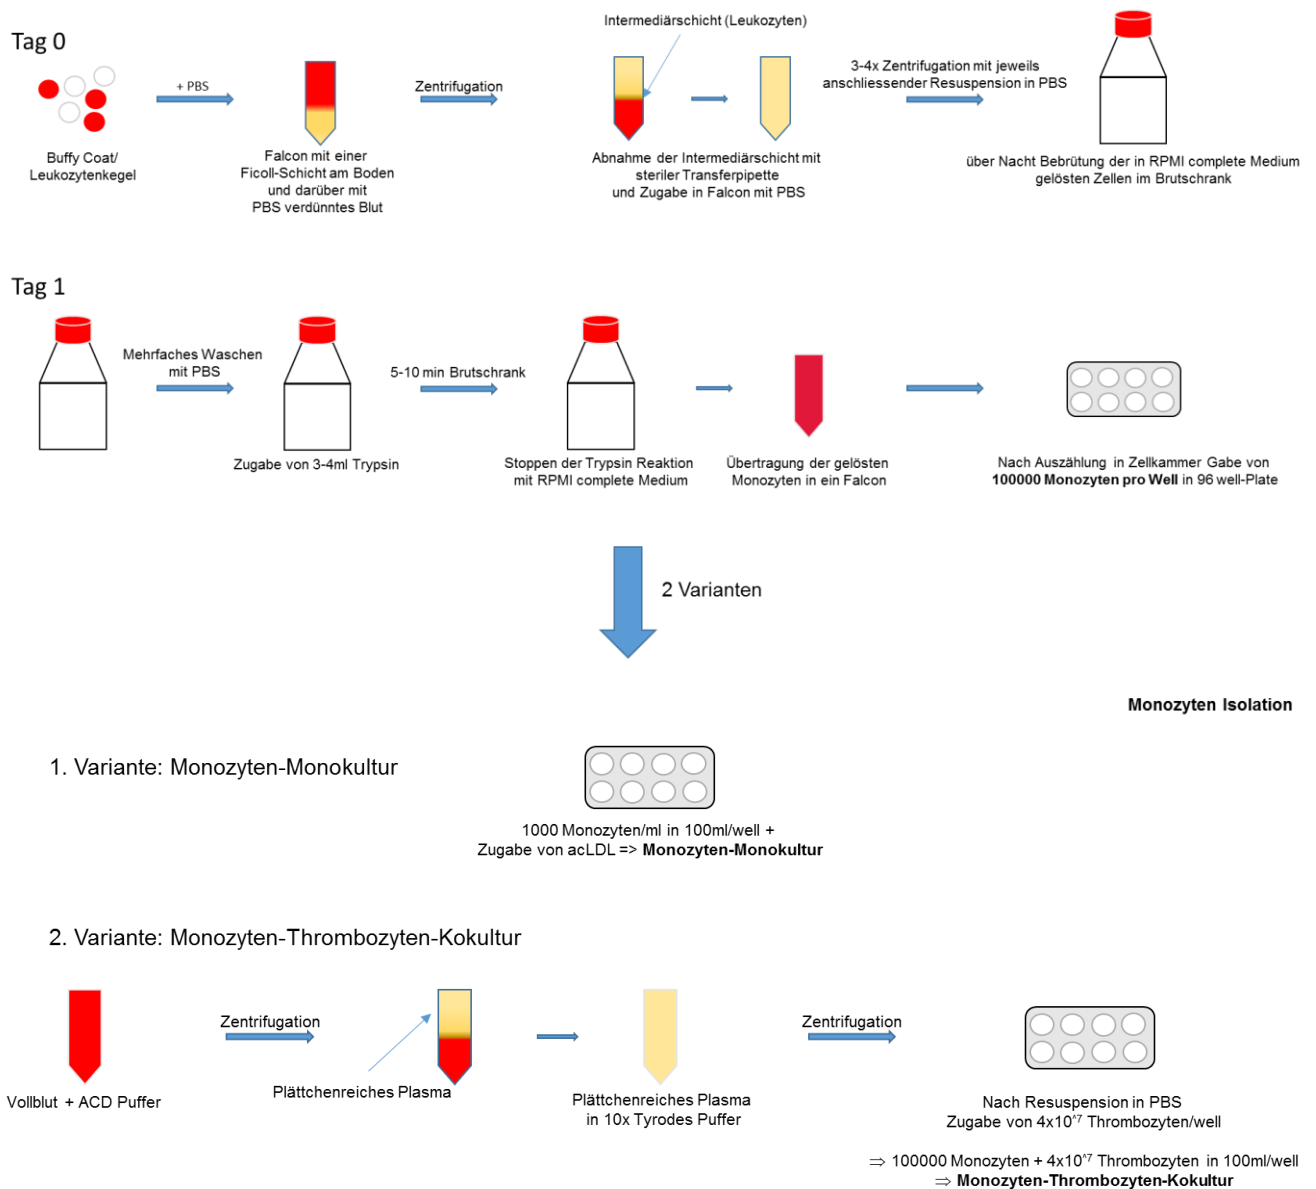 Tag 0
Intermediärschicht (Leukozyten)
+ PBS
Zentrifugation
3-4x Zentrifugation mit jeweils
anschliessender Resuspension in PBS
Buffy Coat/
Leukozytenkegel
Falcon mit einer
Ficoll-Schicht am Boden
und darüber mit
PBS verdünntes Blut
Abnahme der Intermediärschicht mit
steriler Transferpipette
und Zugabe in Falcon mit PBS
über Nacht Bebrütung der in RPMI complete Medium
gelösten Zellen im Brutschrank
Tag 1
Mehrfaches Waschen
mit PBS
5-10 min Brutschrank
Zugabe von 3-4ml Trypsin
Stoppen der Trypsin Reaktion
mit RPMI complete Medium
Übertragung der gelösten
Monozyten in ein Falcon
Nach Auszählung in Zellkammer Gabe von
100000 Monozyten pro Well in 96 well-Plate
2 Varianten
Monozyten Isolation
1. Variante: Monozyten-Monokultur
1000 Monozyten/ml in 100ml/well +
Zugabe von acLDL => Monozyten-Monokultur
2. Variante: Monozyten-Thrombozyten-Kokultur
Zentrifugation
Zentrifugation
Plättchenreiches Plasma
Vollblut + ACD Puffer
Plättchenreiches Plasma
in 10x Tyrodes Puffer
Nach Resuspension in PBS
Zugabe von 4x10^7 Thrombozyten/well
⇒ 100000 Monozyten + 4x10^7 Thrombozyten in 100ml/well
⇒ Monozyten-Thrombozyten-Kokultur